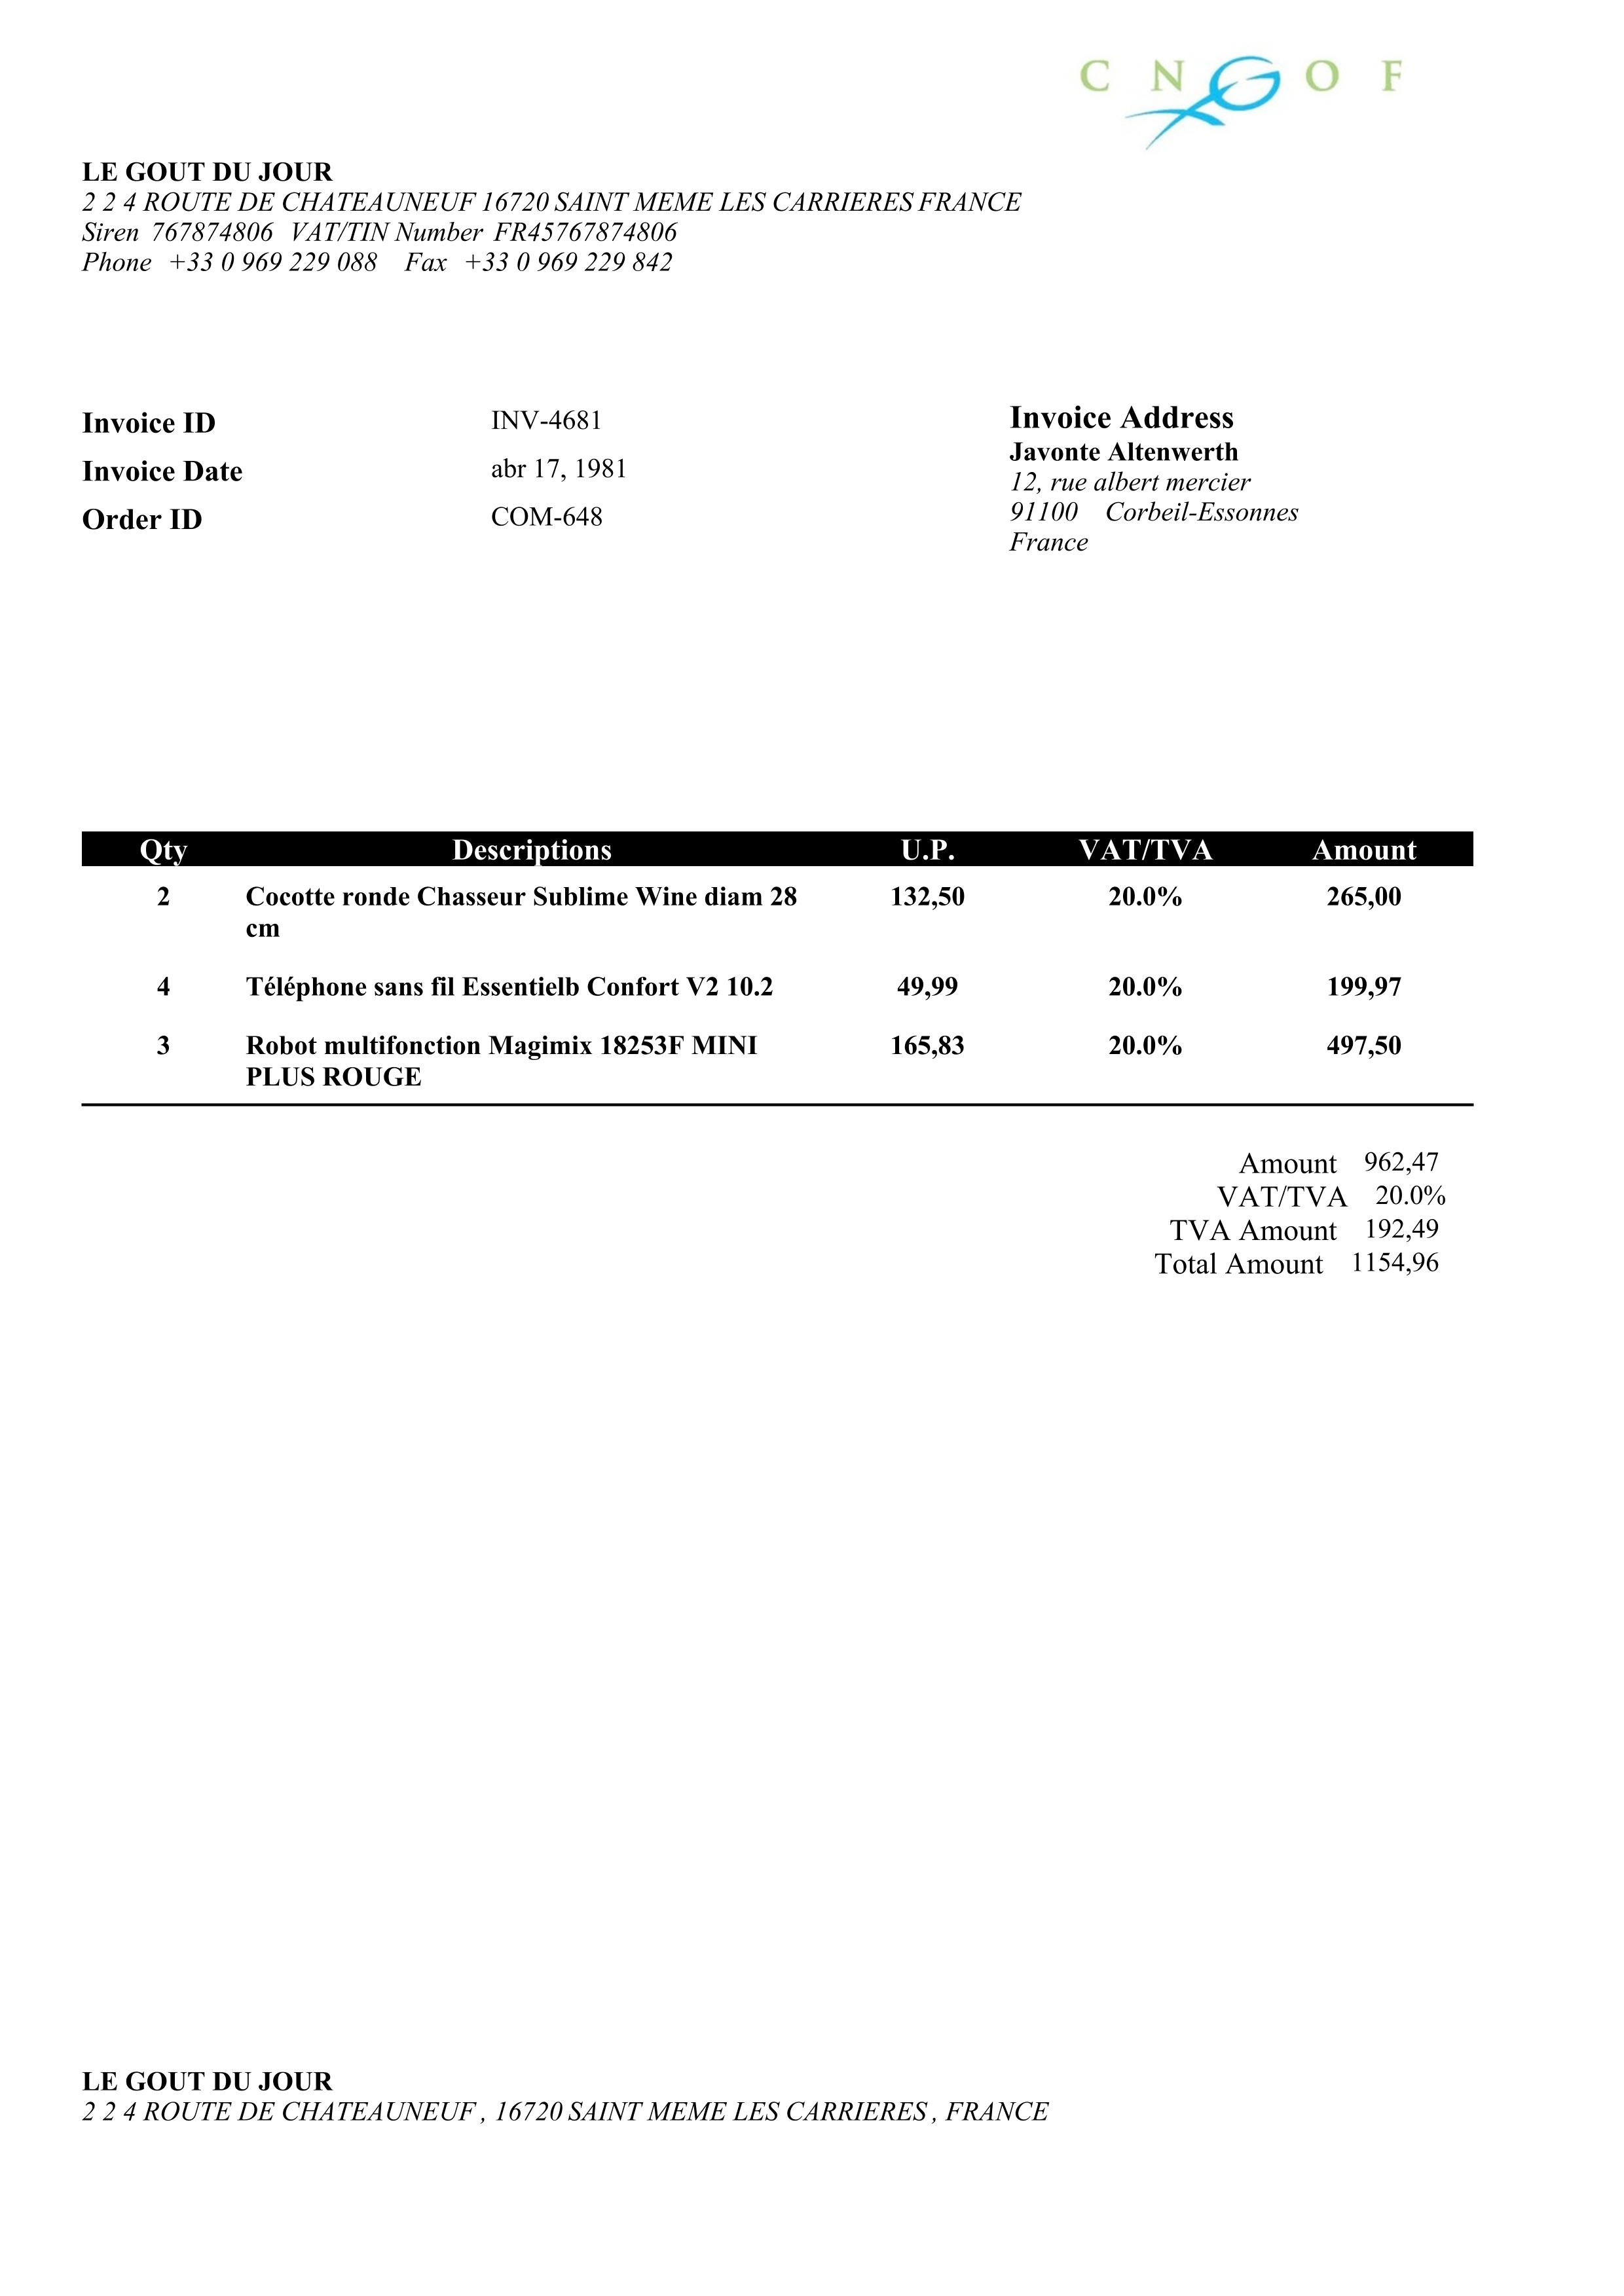 C N G O F
LE GOUT DU JOUR
2 2 4 ROUTE DE CHATEAUNEUF 16720 SAINT MEME LES CARRIERES FRANCE
Siren 767874806 VAT/TIN Number FR45767874806
Phone +33 0 969 229 088 Fax +33 0 969 229 842
Invoice ID INV-4681
Invoice Date abr 17, 1981
Order ID COM-648
Invoice Address
Javonte Altenwerth
12, rue albert mercier
91100 Corbeil-Essonnes
France
Qty Descriptions U.P. VAT/TVA Amount
2 Cocotte ronde Chasseur Sublime Wine diam 28 132,50 20.0% 265,00
cm
4 Téléphone sans fil Essentielb Confort V2 10.2 49,99 20.0% 199,97
3 Robot multifonction Magimix 18253F MINI 165,83 20.0% 497,50
PLUS ROUGE
Amount 962,47
VAT/TVA 20.0%
TVA Amount 192,49
Total Amount 1154,96
LE GOUT DU JOUR
2 2 4 ROUTE DE CHATEAUNEUF , 16720 SAINT MEME LES CARRIERES , FRANCE